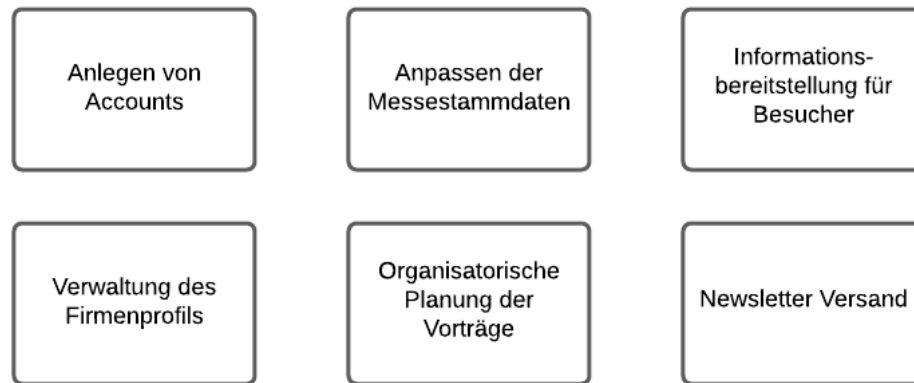 Anlegen von
Accounts
Anpassen der
Messestammdaten
Informations-
bereitstellung für
Besucher
Verwaltung des
Firmenprofils
Organisatorische
Planung der
Vorträge
Newsletter Versand